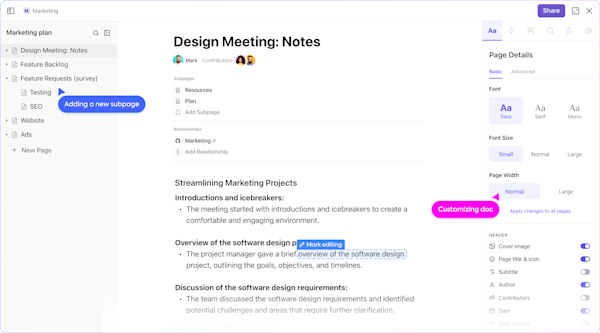 M Marketing
Share
Marketing plan
Design Meeting: Notes
Feature Backlog
Feature Requests (survey)
Testing
SEO
Adding a new subpage
Website
Ads
+ New Page
Design Meeting: Notes
Mark Contributors
Subpages
Resources
Plan
Add Subpage
Relationships
Marketing
Add Relationship
Streamlining Marketing Projects
Introductions and icebreakers:
• The meeting started with introductions and icebreakers to create a
comfortable and engaging environment.
Overview of the software design p
Mark editing
• The project manager gave a brief overview of the software design
project, outlining the goals, objectives, and timelines.
Discussion of the software design requirements:
• The team discussed the software design requirements and identified
potential challenges and areas that require further clarification.
Aa
Page Details
Basic Advanced
Font
Aa Aa Aa
Sans Serif Mono
Font Size
Small Normal Large
Page Width
Normal Large
Customizing doc
Apply changes to all pages
HEADER
Cover image
Page title & Icon
Subtitle
Author
Contributors
Date